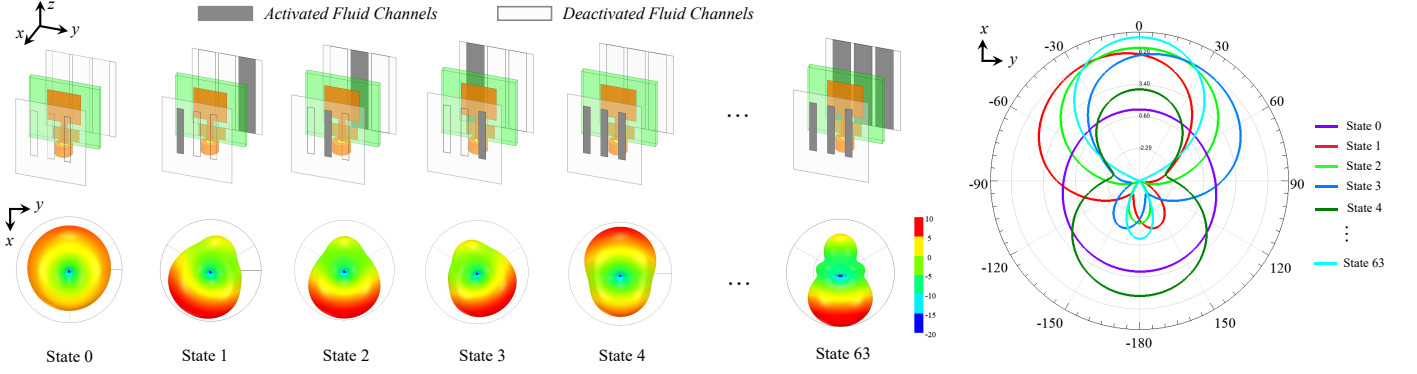 z
x
y
Activated Fluid Channels
Deactivated Fluid Channels
...
y
x
...
10
5
-0
-5
-10
-15
-20
State 0
State 1
State 2
State 3
State 4
State 63
x
y
0
-30
30
-60
60
-90
90
-120
120
-150
150
-180
3.40
0.60
-2.20
State 0
State 1
State 2
State 3
State 4
State 63